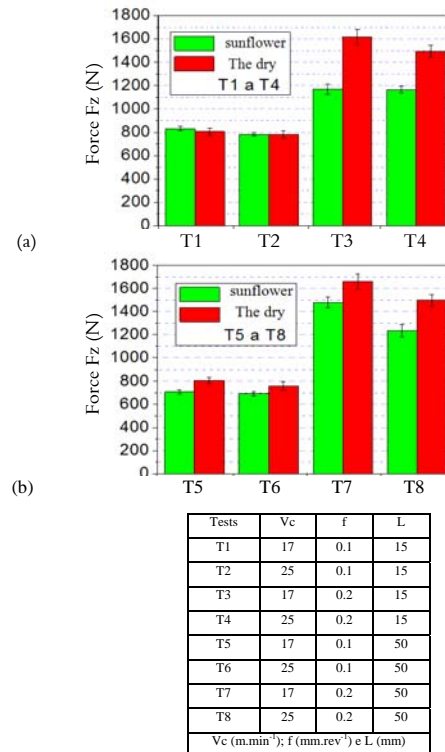 1800
1600
1400
1200
1000
800
600
400
200
0
Force Fz (N)
sunflower
The dry
T1 a T4
(a)
T1 T2 T3 T4
1800
1600
1400
1200
1000
800
600
400
200
0
Force Fz (N)
sunflower
The dry
T5 a T8
(b)
T5 T6 T7 T8
Tests Vc f L
T1 17 0.1 15
T2 25 0.1 15
T3 17 0.2 15
T4 25 0.2 15
T5 17 0.1 50
T6 25 0.1 50
T7 17 0.2 50
T8 25 0.2 50
Vc (m.min⁻¹); f (mm.rev⁻¹) e L (mm)